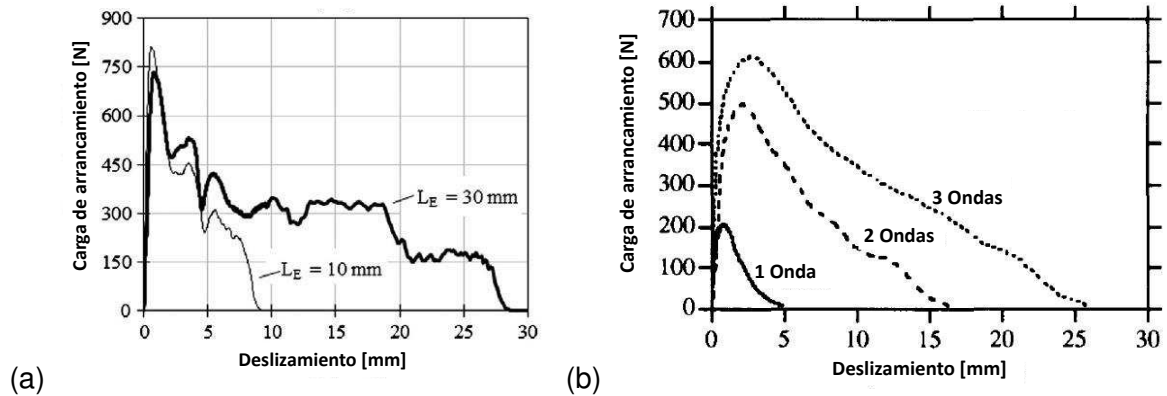 Carga de arrancamiento [N]
900
750
600
450
300
150
0
L_E = 30 mm
L_E = 10 mm
0 5 10 15 20 25 30
Deslizamiento [mm]
(a)
Carga de arrancamiento [N]
700
600
500
400
300
200
100
0
3 Ondas
2 Ondas
1 Onda
0 5 10 15 20 25 30
Deslizamiento [mm]
(b)